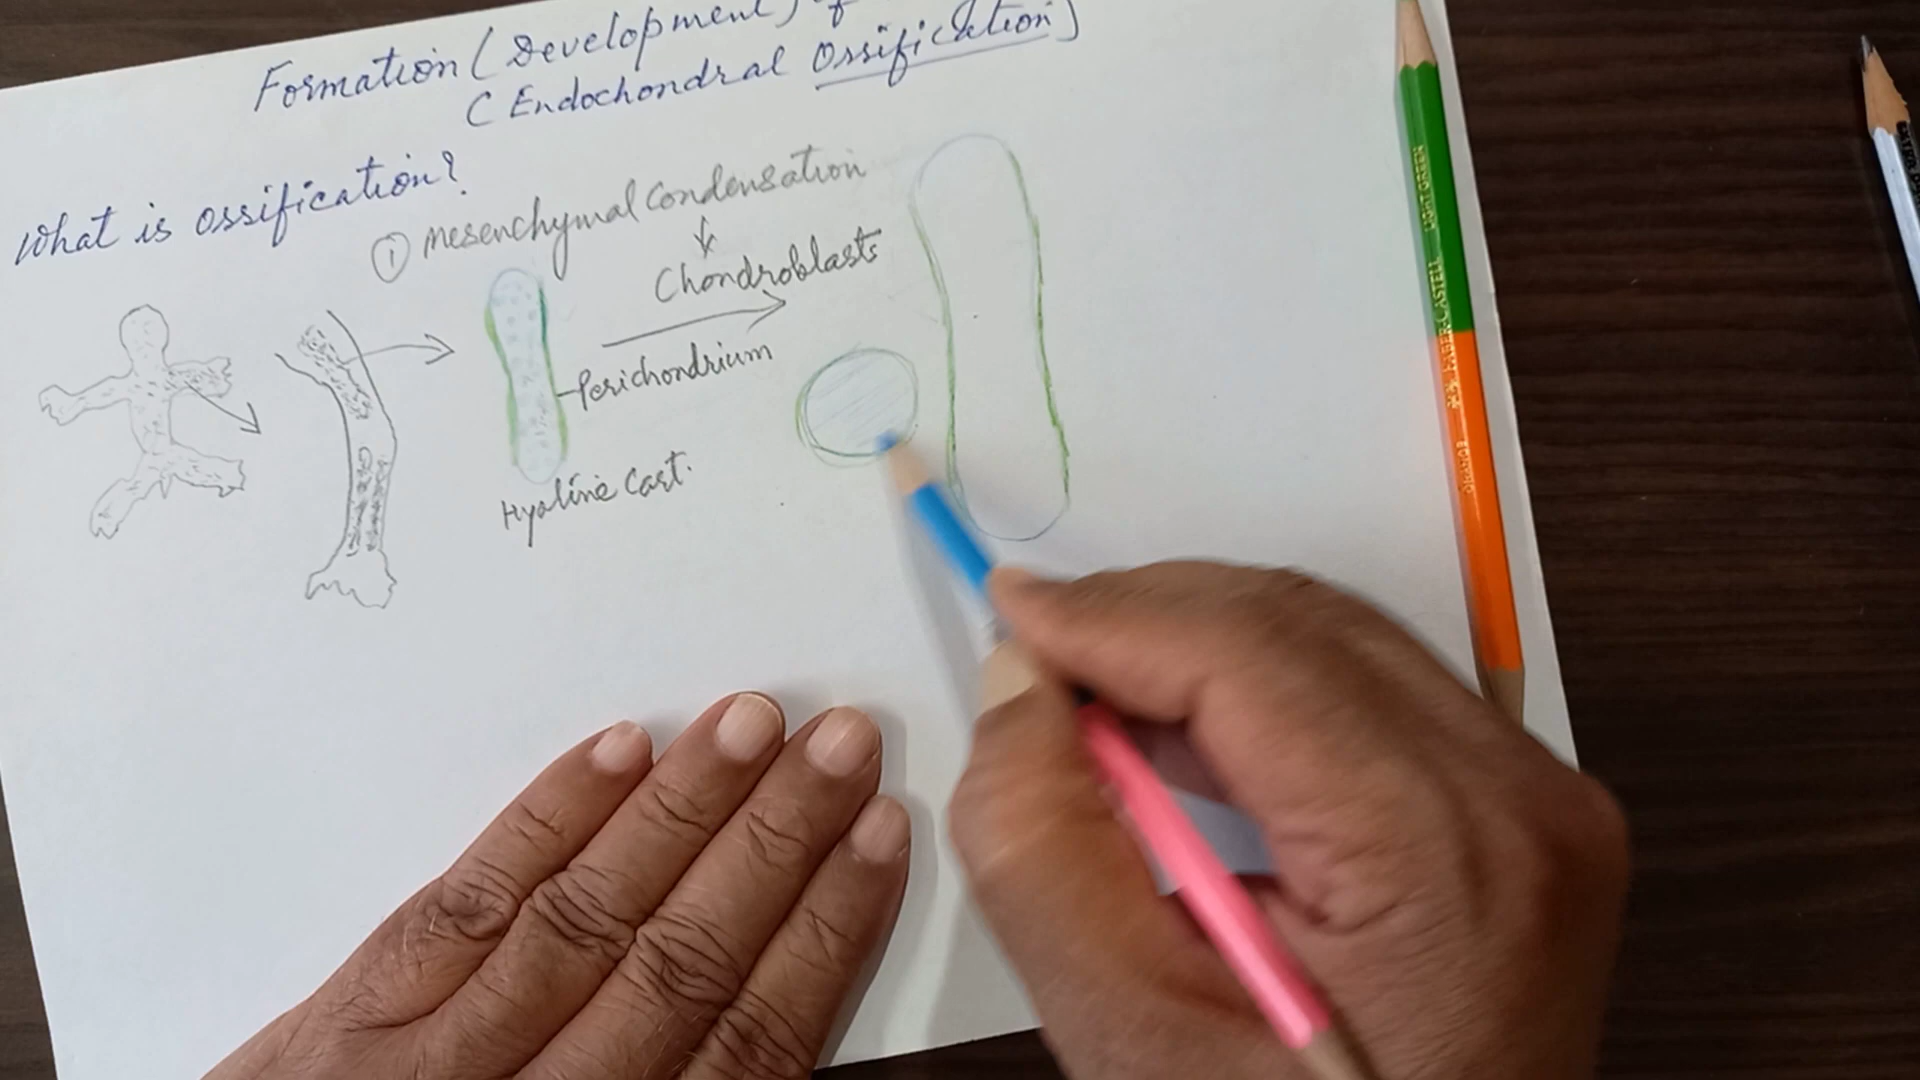 Formation (Development) of
( Endochondral Ossification)
What is ossification?
① Mesenchymal Condensation
Chondroblasts
Perichondrium
Hyaline Cart.
LIGHT GREEN
FABER-CASTELL
ORANGE